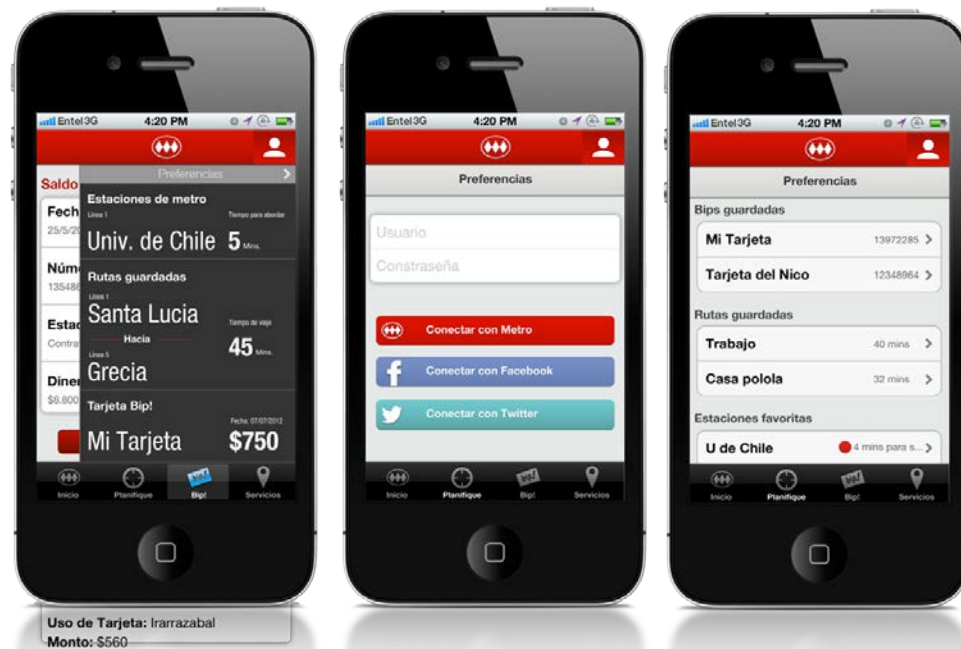 Entel 3G 4:20 PM
Preferencias
Saldo
Fech
25/5/20
Núme
135486
Estac
Contra
Diner
$8.800
Estaciones de metro
Línea 1 Tiempo para abordar
Univ. de Chile 5 Mins.
Rutas guardadas
Línea 1
Santa Lucia
Hacia
Tiempo de viaje
45 Mins.
Línea 5
Grecia
Tarjeta Bip!
Fecha: 07/07/2012
Mi Tarjeta $750
Inicio Planifique Bip! Servicios
Uso de Tarjeta: Irarrazabal
Monto: $560
Entel 3G 4:20 PM
Preferencias
Usuario
Constraseña
Conectar con Metro
Conectar con Facebook
Conectar con Twitter
Inicio Planifique Bip! Servicios
Entel 3G 4:20 PM
Preferencias
Bips guardadas
Mi Tarjeta 13972285
Tarjeta del Nico 12348964
Rutas guardadas
Trabajo 40 mins
Casa polola 32 mins
Estaciones favoritas
U de Chile 4 mins para s...
Inicio Planifique Bip! Servicios